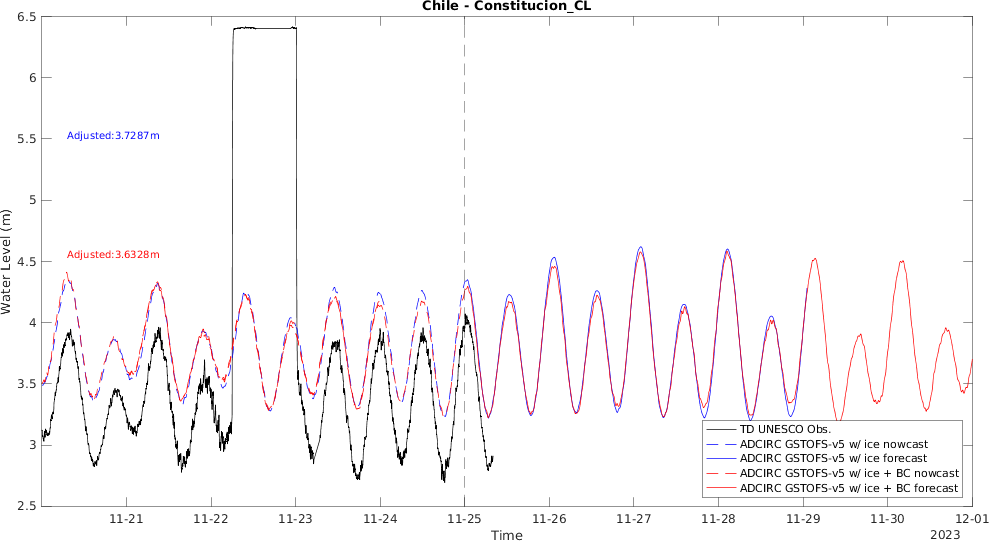 Chile - Constitucion_CL
6.5
6
5.5
5
4.5
4
3.5
3
2.5
Water Level (m)
Adjusted:3.7287m
Adjusted:3.6328m
TD UNESCO Obs.
ADCIRC GSTOFS-v5 w/ ice nowcast
ADCIRC GSTOFS-v5 w/ ice forecast
ADCIRC GSTOFS-v5 w/ ice + BC nowcast
ADCIRC GSTOFS-v5 w/ ice + BC forecast
11-21 11-22 11-23 11-24 11-25 11-26 11-27 11-28 11-29 11-30 12-01
Time
2023